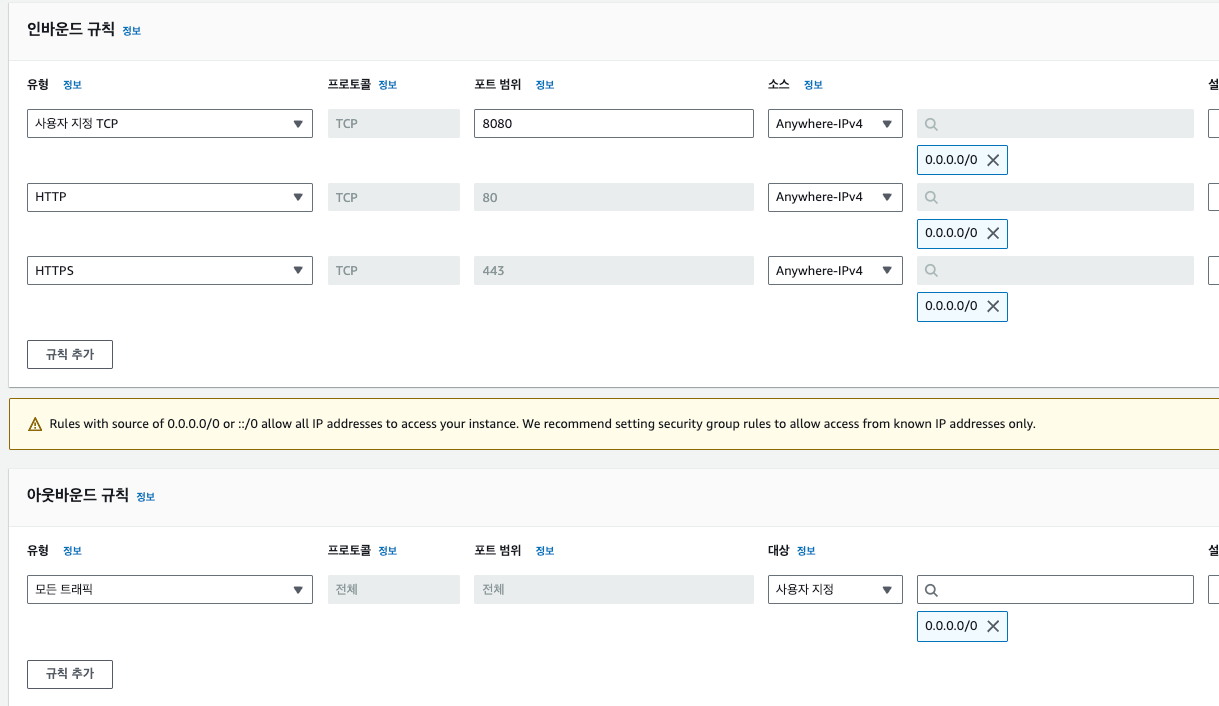 인바운드 규칙 정보
유형 정보 프로토콜 정보 포트 범위 정보 소스 정보
사용자 지정 TCP TCP 8080 Anywhere-IPv4
0.0.0.0/0
HTTP TCP 80 Anywhere-IPv4
0.0.0.0/0
HTTPS TCP 443 Anywhere-IPv4
0.0.0.0/0
규칙 추가
Rules with source of 0.0.0.0/0 or ::/0 allow all IP addresses to access your instance. We recommend setting security group rules to allow access from known IP addresses only.
아웃바운드 규칙 정보
유형 정보 프로토콜 정보 포트 범위 정보 대상 정보
모든 트래픽 전체 전체 사용자 지정
0.0.0.0/0
규칙 추가